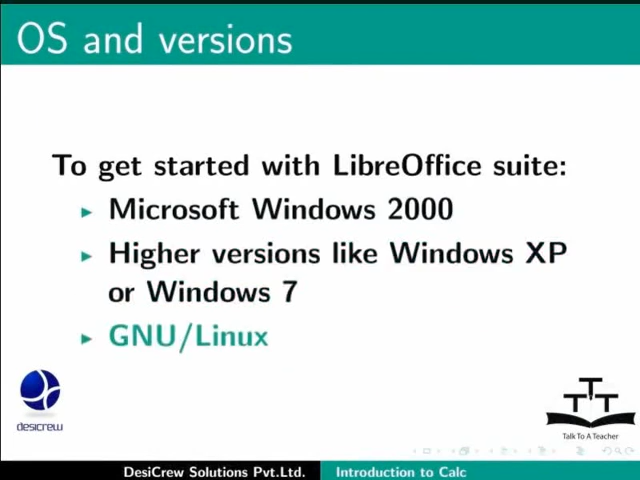 OS and versions
To get started with LibreOffice suite:
Microsoft Windows 2000
Higher versions like Windows XP
or Windows 7
GNU/Linux
desicrew
TTT
Talk To A Teacher
DesiCrew Solutions Pvt.Ltd. Introduction to Calc